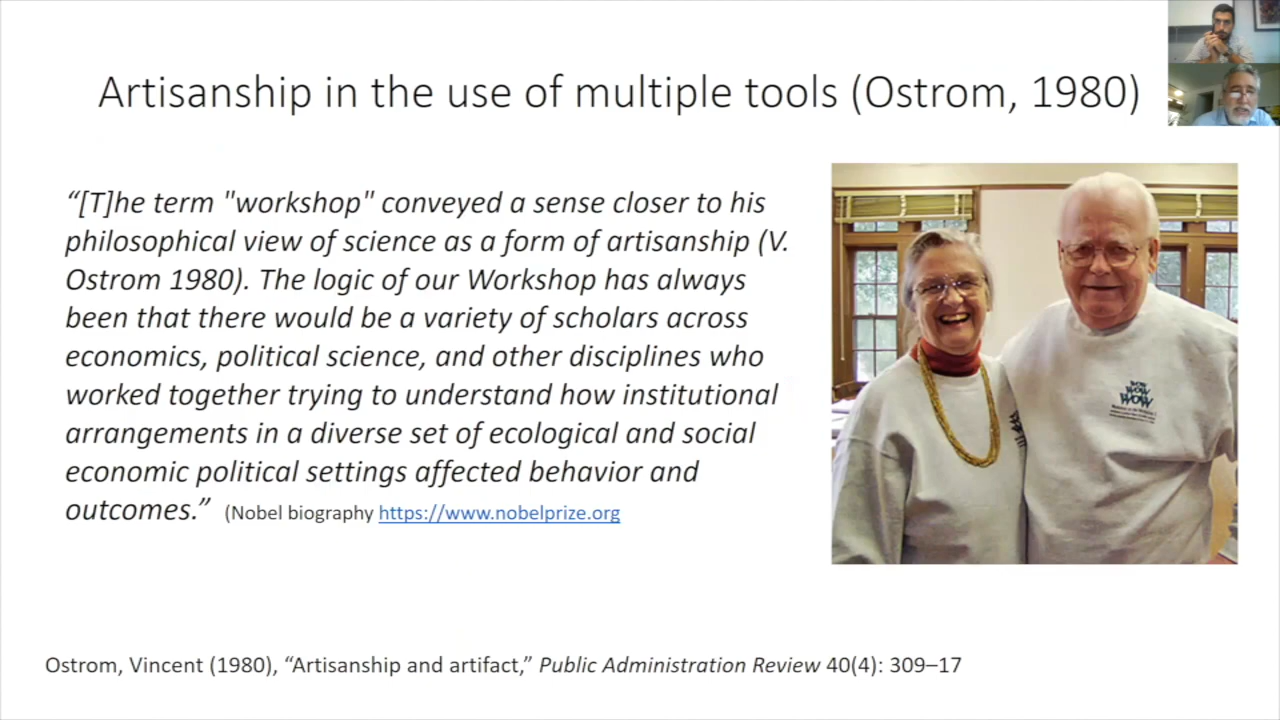 Artisanship in the use of multiple tools (Ostrom, 1980)
“[T]he term "workshop" conveyed a sense closer to his
philosophical view of science as a form of artisanship (V.
Ostrom 1980). The logic of our Workshop has always
been that there would be a variety of scholars across
economics, political science, and other disciplines who
worked together trying to understand how institutional
arrangements in a diverse set of ecological and social
economic political settings affected behavior and
outcomes.” (Nobel biography https://www.nobelprize.org
WOW
WOW
Ostrom, Vincent (1980), “Artisanship and artifact,” Public Administration Review 40(4): 309–17